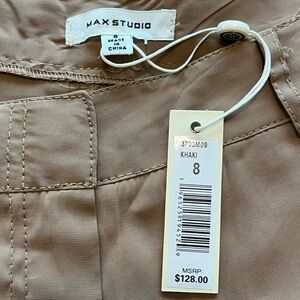 MAX STUDIO
8
MADE
IN
CHINA
3703M09
KHAKI
8
MSRP
$128.00